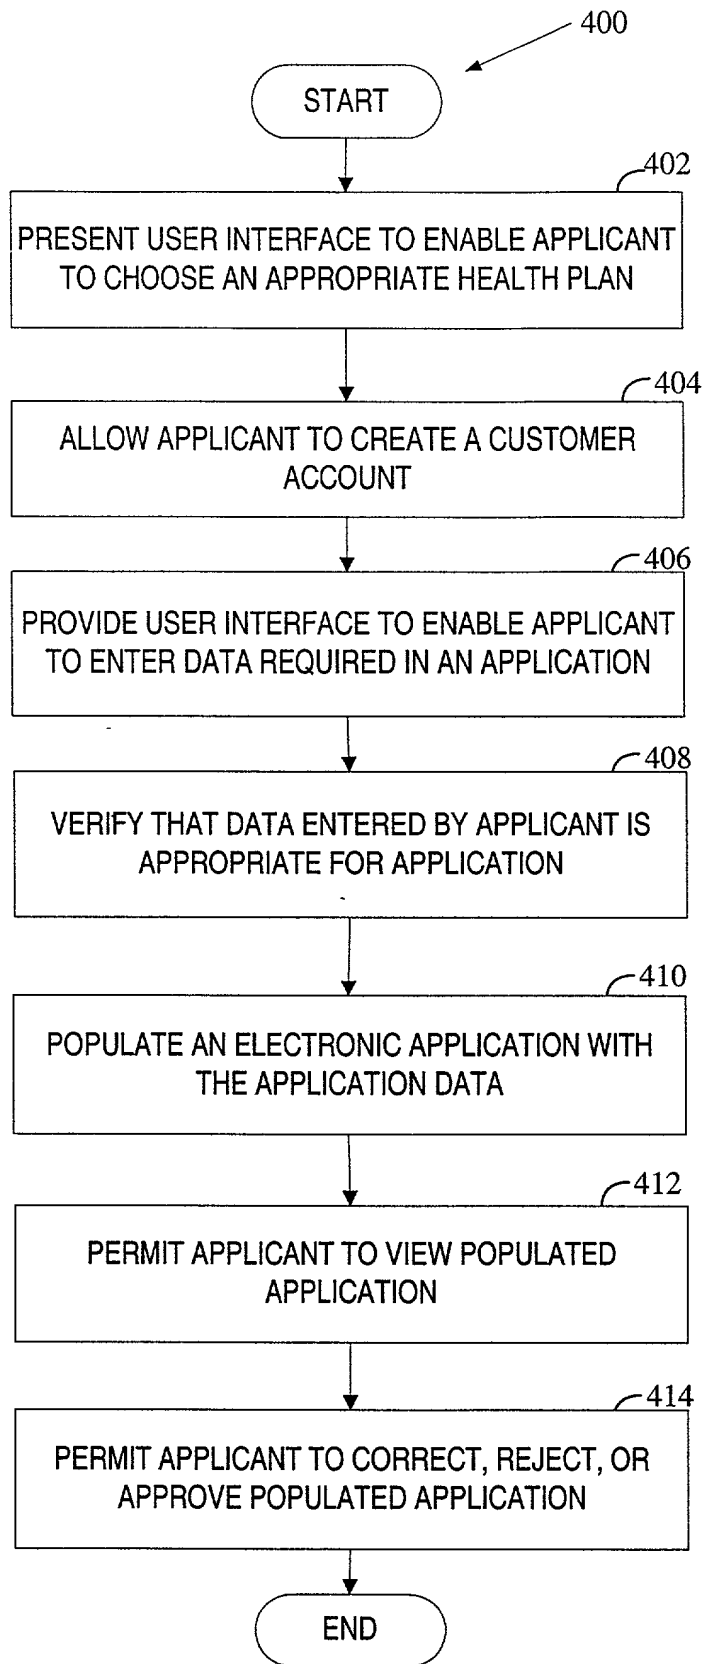 400
START
402
PRESENT USER INTERFACE TO ENABLE APPLICANT
TO CHOOSE AN APPROPRIATE HEALTH PLAN
404
ALLOW APPLICANT TO CREATE A CUSTOMER
ACCOUNT
406
PROVIDE USER INTERFACE TO ENABLE APPLICANT
TO ENTER DATA REQUIRED IN AN APPLICATION
408
VERIFY THAT DATA ENTERED BY APPLICANT IS
APPROPRIATE FOR APPLICATION
410
POPULATE AN ELECTRONIC APPLICATION WITH
THE APPLICATION DATA
412
PERMIT APPLICANT TO VIEW POPULATED
APPLICATION
414
PERMIT APPLICANT TO CORRECT, REJECT, OR
APPROVE POPULATED APPLICATION
END